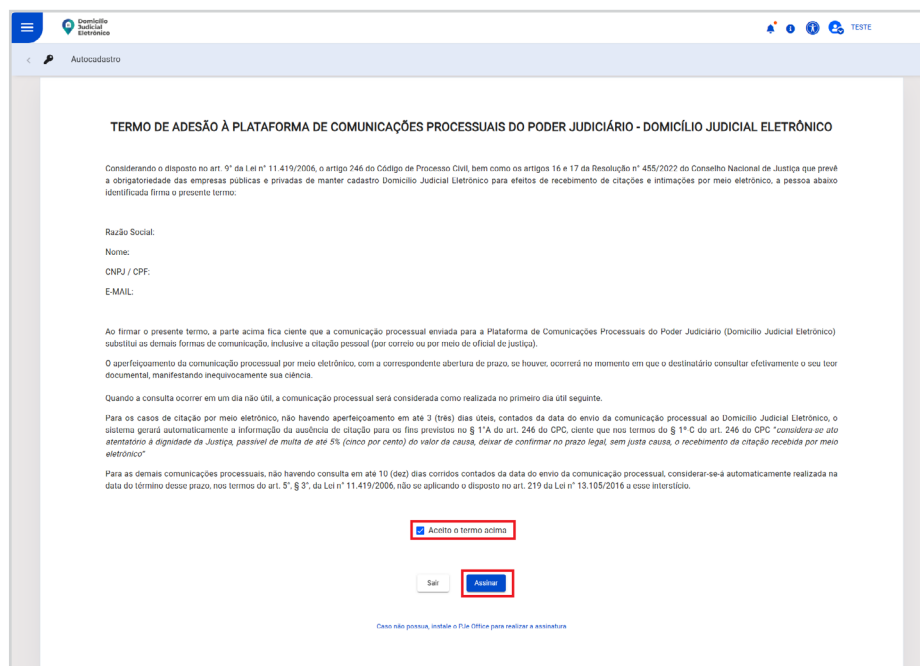 Domicílio
Judicial
Eletrônico
TESTE
Autocadastro
TERMO DE ADESÃO À PLATAFORMA DE COMUNICAÇÕES PROCESSUAIS DO PODER JUDICIÁRIO - DOMICÍLIO JUDICIAL ELETRÔNICO
Considerando o disposto no art. 9° da Lei n° 11.419/2006, o artigo 246 do Código de Processo Civil, bem como os artigos 16 e 17 da Resolução n° 455/2022 do Conselho Nacional de Justiça que prevê
a obrigatoriedade das empresas públicas e privadas de manter cadastro Domicílio Judicial Eletrônico para efeitos de recebimento de citações e intimações por meio eletrônico, a pessoa abaixo
identificada firma o presente termo:
Razão Social:
Nome:
CNPJ / CPF:
E-MAIL:
Ao firmar o presente termo, a parte acima fica ciente que a comunicação processual enviada para a Plataforma de Comunicações Processuais do Poder Judiciário (Domicílio Judicial Eletrônico)
substitui as demais formas de comunicação, inclusive a citação pessoal (por correio ou por meio de oficial de justiça).
O aperfeiçoamento da comunicação processual por meio eletrônico, com a correspondente abertura de prazo, se houver, ocorrerá no momento em que o destinatário consultar efetivamente o seu teor
documental, manifestando inequivocamente sua ciência.
Quando a consulta ocorrer em um dia não útil, a comunicação processual será considerada como realizada no primeiro dia útil seguinte.
Para os casos de citação por meio eletrônico, não havendo aperfeiçoamento em até 3 (três) dias úteis, contados da data do envio da comunicação processual ao Domicílio Judicial Eletrônico, o
sistema gerará automaticamente a informação da ausência de citação para os fins previstos no § 1°A do art. 246 do CPC, ciente que nos termos do § 1º-C do art. 246 do CPC "considera-se ato
atentatório à dignidade da Justiça, passível de multa de até 5% (cinco por cento) do valor da causa, deixar de confirmar no prazo legal, sem justa causa, o recebimento da citação recebida por meio
eletrônico"
Para as demais comunicações processuais, não havendo consulta em até 10 (dez) dias corridos contados da data do envio da comunicação processual, considerar-se-á automaticamente realizada na
data do término desse prazo, nos termos do art. 5°, § 3°, da Lei n° 11.419/2006, não se aplicando o disposto no art. 219 da Lei n° 13.105/2016 a esse interstício.
Aceito o termo acima
Sair
Assinar
Caso não possua, instale o PJe Office para realizar a assinatura